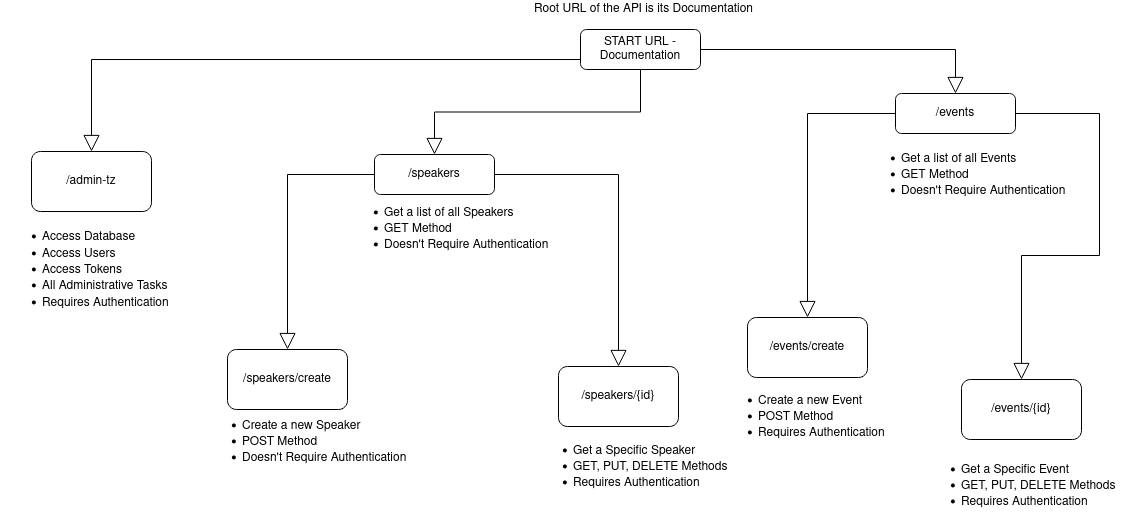 Root URL of the API is its Documentation
START URL -
Documentation
/admin-tz
• Access Database
• Access Users
• Access Tokens
• All Administrative Tasks
• Requires Authentication
/speakers
• Get a list of all Speakers
• GET Method
• Doesn't Require Authentication
/speakers/create
• Create a new Speaker
• POST Method
• Doesn't Require Authentication
/speakers/{id}
• Get a Specific Speaker
• GET, PUT, DELETE Methods
• Requires Authentication
/events
• Get a list of all Events
• GET Method
• Doesn't Require Authentication
/events/create
• Create a new Event
• POST Method
• Requires Authentication
/events/{id}
• Get a Specific Event
• GET, PUT, DELETE Methods
• Requires Authentication